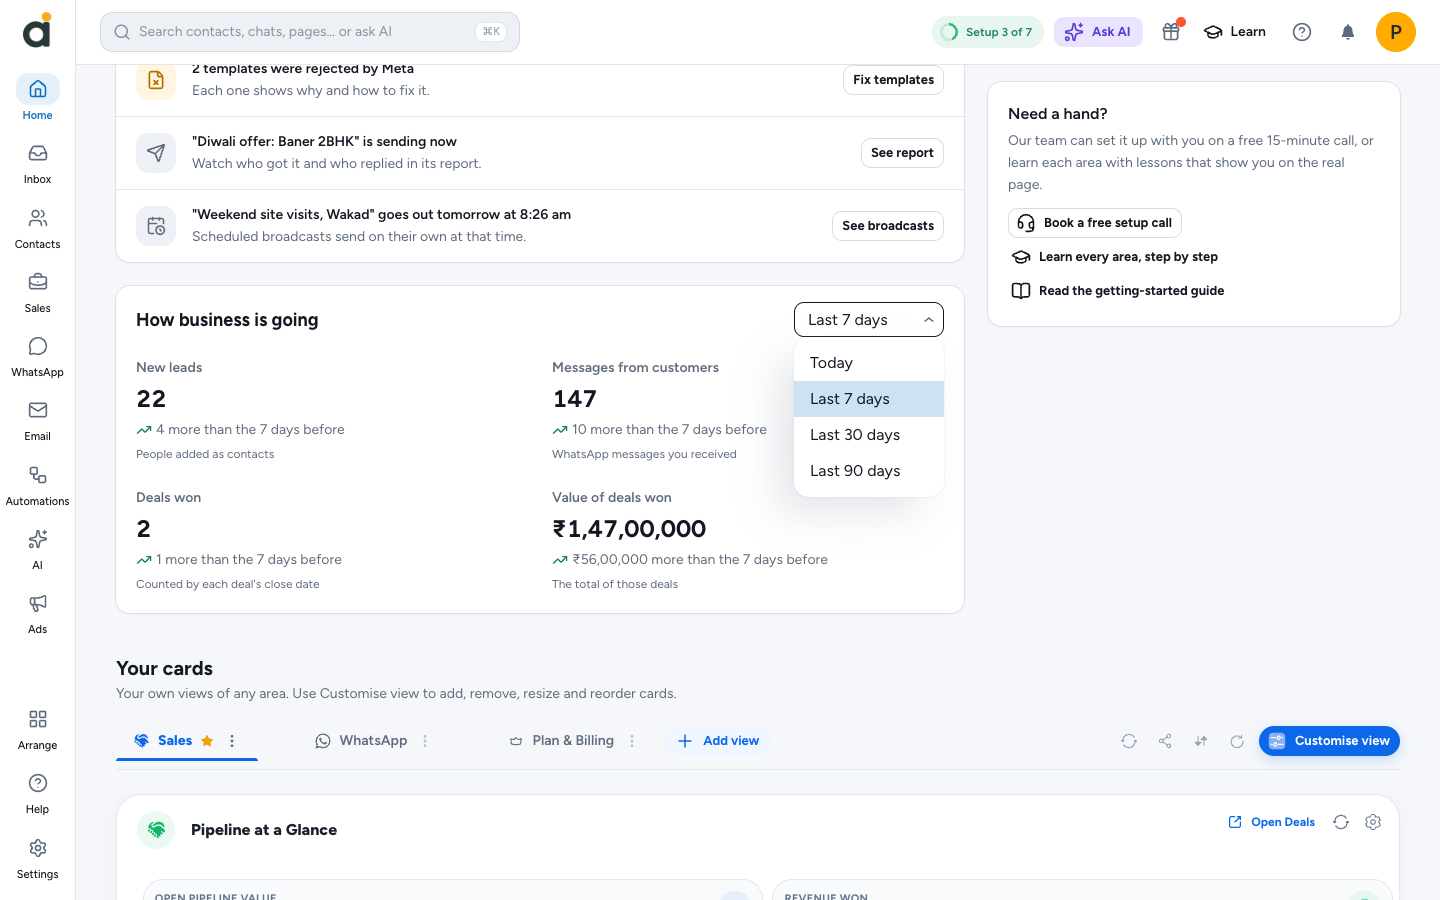 Search contacts, chats, pages... or ask AI
⌘K
Setup 3 of 7
Ask AI
Learn
P
Home
Inbox
Contacts
Sales
WhatsApp
Email
Automations
AI
Ads
Arrange
Help
Settings
2 templates were rejected by Meta
Each one shows why and how to fix it.
Fix templates
"Diwali offer: Baner 2BHK" is sending now
Watch who got it and who replied in its report.
See report
"Weekend site visits, Wakad" goes out tomorrow at 8:26 am
Scheduled broadcasts send on their own at that time.
See broadcasts
Need a hand?
Our team can set it up with you on a free 15-minute call, or
learn each area with lessons that show you on the real
page.
Book a free setup call
Learn every area, step by step
Read the getting-started guide
How business is going
Last 7 days
Today
Last 7 days
Last 30 days
Last 90 days
New leads
22
4 more than the 7 days before
People added as contacts
Messages from customers
147
10 more than the 7 days before
WhatsApp messages you received
Deals won
2
1 more than the 7 days before
Counted by each deal's close date
Value of deals won
₹1,47,00,000
₹56,00,000 more than the 7 days before
The total of those deals
Your cards
Your own views of any area. Use Customise view to add, remove, resize and reorder cards.
Sales
WhatsApp
Plan & Billing
Add view
Customise view
Pipeline at a Glance
Open Deals
OPEN PIPELINE VALUE
REVENUE WON